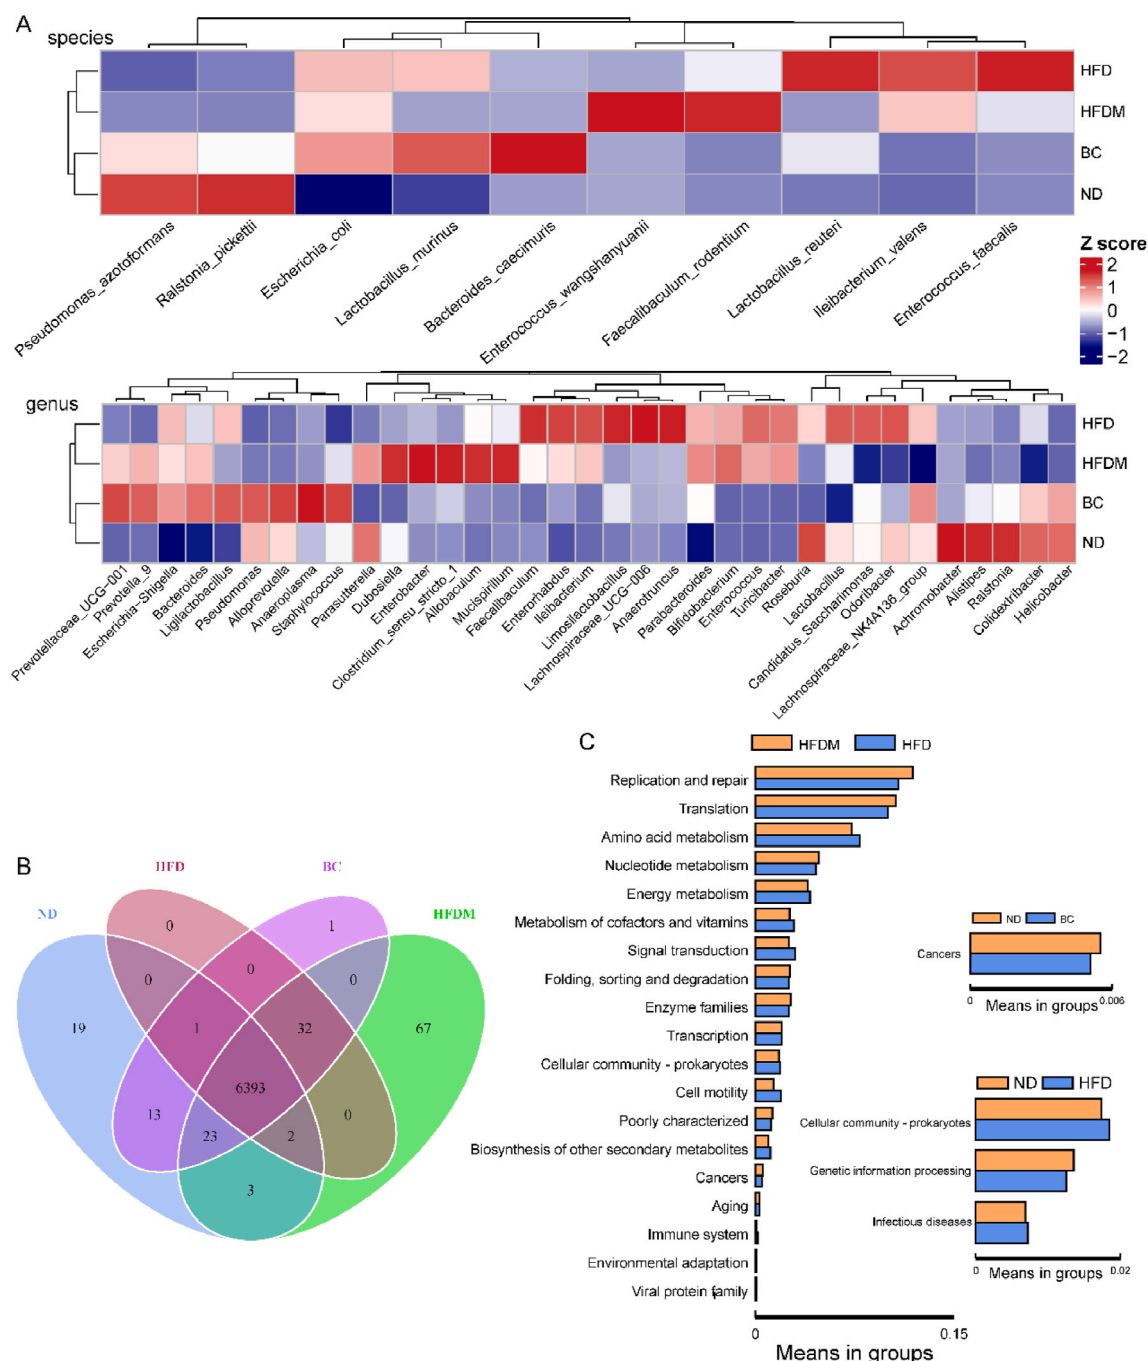 A
species
HFD
HFDM
BC
ND
Pseudomonas_azotoformans
Ralstonia_pickettii
Escherichia_coli
Lactobacillus_murinus
Bacteroides_caecimuris
Enterococcus_wangshanyuanii
Faecalibaculum_rodentium
Lactobacillus_reuteri
Ileibacterium_valens
Enterococcus_faecalis
Z score
2
1
0
−1
−2
genus
HFD
HFDM
BC
ND
Prevotellaceae_UCG-001
Prevotella_9
Escherichia-Shigella
Bacteroides
Ligilactobacillus
Pseudomonas
Alloprevotella
Anaeroplasma
Staphylococcus
Parasutterella
Dubosiella
Enterobacter
Clostridium_sensu_stricto_1
Allobaculum
Mucispirillum
Faecalibaculum
Enterorhabdus
Ileibacterium
Limosilactobacillus
Lachnospiraceae_UCG-006
Anaerotruncus
Parabacteroides
Bifidobacterium
Enterococcus
Turicibacter
Roseburia
Lactobacillus
Candidatus_Saccharimonas
Odoribacter
Lachnospiraceae_NK4A136_group
Achromobacter
Alistipes
Ralstonia
Colidextribacter
Helicobacter
B
ND
HFD
BC
HFDM
0
1
0
0
0
19
1
32
67
6393
13
0
23
2
3
C
HFDM HFD
Replication and repair
Translation
Amino acid metabolism
Nucleotide metabolism
Energy metabolism
Metabolism of cofactors and vitamins
Signal transduction
Folding, sorting and degradation
Enzyme families
Transcription
Cellular community - prokaryotes
Cell motility
Poorly characterized
Biosynthesis of other secondary metabolites
Cancers
Aging
Immune system
Environmental adaptation
Viral protein family
0 0.15
Means in groups
ND BC
Cancers
0 0.006
Means in groups
ND HFD
Cellular community - prokaryotes
Genetic information processing
Infectious diseases
0 0.02
Means in groups